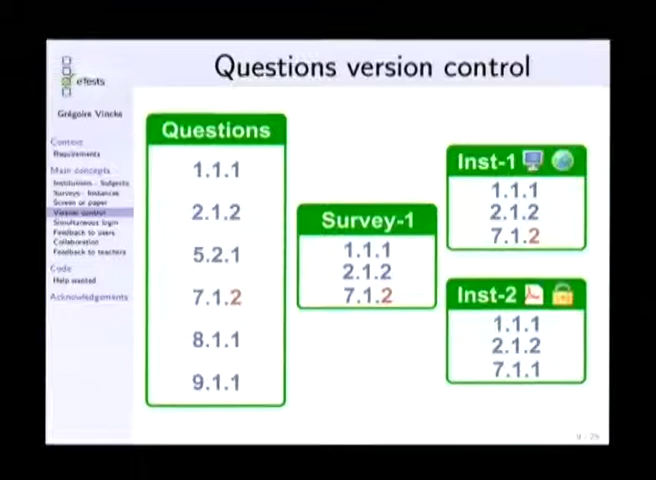 Questions version control
eTests
Grégoire Vincke
Context
Requirements
Main concepts
Institutions - Subjects
Surveys - Instances
Screen or paper
Version control
Simultaneous login
Feedback to users
Collaboration
Feedback to teachers
Code
Help wanted
Acknowledgements
Questions
1.1.1
2.1.2
5.2.1
7.1.2
8.1.1
9.1.1
Survey-1
1.1.1
2.1.2
7.1.2
Inst-1
1.1.1
2.1.2
7.1.2
Inst-2
1.1.1
2.1.2
7.1.1